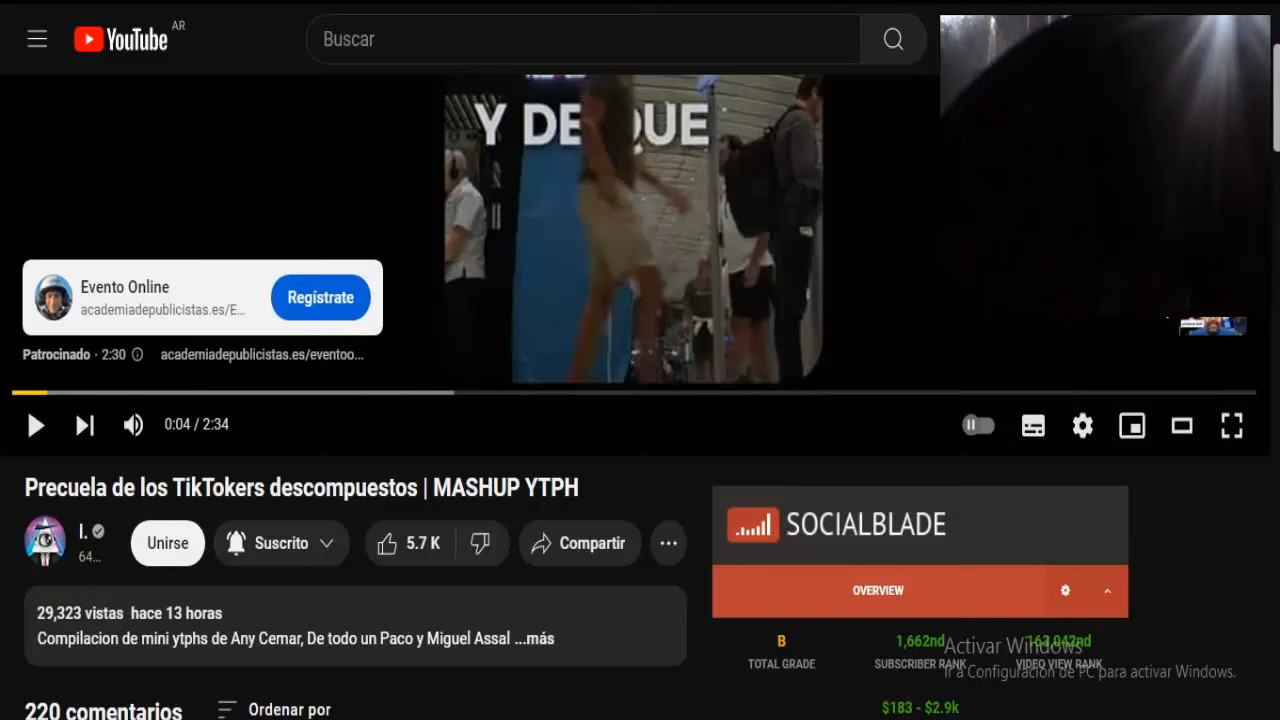 YouTube AR
Buscar
Y DE QUE
Evento Online
academiadepublicistas.es/E...
Regístrate
Patrocinado · 2:30
academiadepublicistas.es/eventoo...
0:04 / 2:34
Precuela de los TikTokers descompuestos | MASHUP YTPH
I.
64...
Unirse
Suscrito
5.7 K
Compartir
29,323 vistas hace 13 horas
Compilacion de mini ytphs de Any Cemar, De todo un Paco y Miguel Assal ...más
220 comentarios
Ordenar por
SOCIALBLADE
OVERVIEW
B
1,662nd
163,042nd
TOTAL GRADE
SUBSCRIBER RANK
VIDEO VIEW RANK
$183 - $2.9k
Activar Windows
Ir a Configuración de PC para activar Windows.